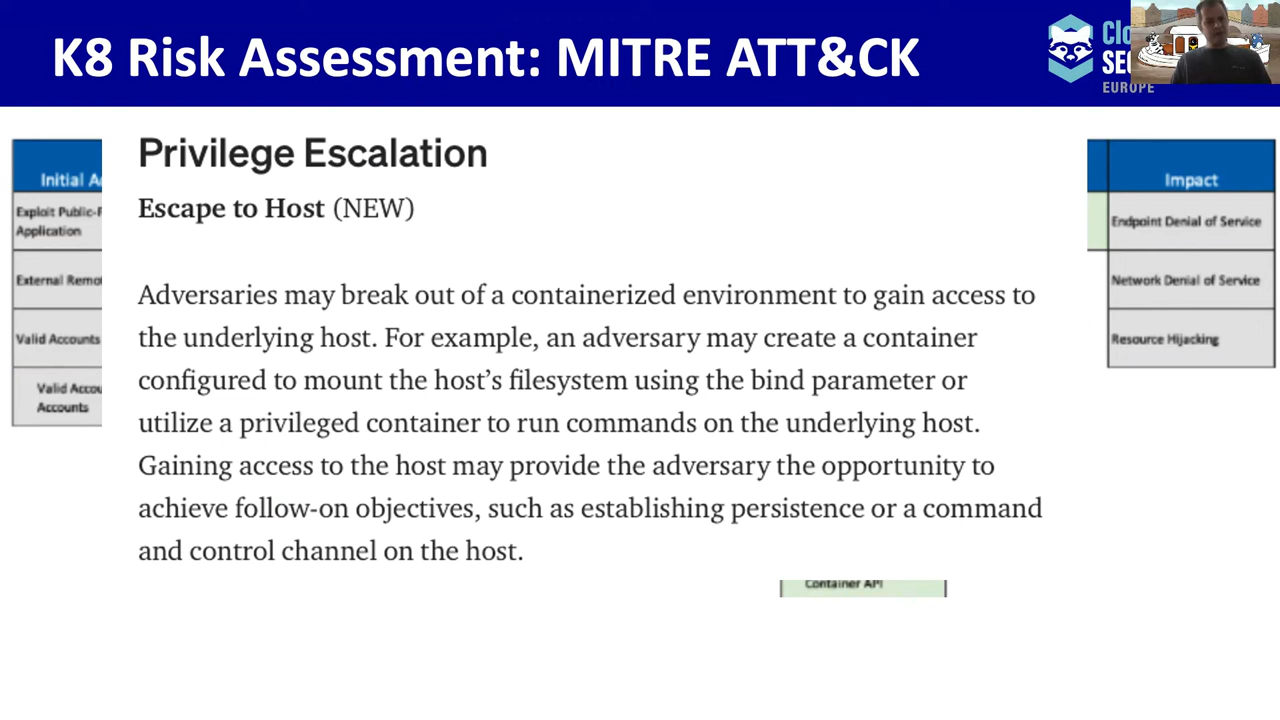 K8 Risk Assessment: MITRE ATT&CK
SE
EUROPE
Privilege Escalation
Escape to Host (NEW)
Adversaries may break out of a containerized environment to gain access to
the underlying host. For example, an adversary may create a container
configured to mount the host’s filesystem using the bind parameter or
utilize a privileged container to run commands on the underlying host.
Gaining access to the host may provide the adversary the opportunity to
achieve follow-on objectives, such as establishing persistence or a command
and control channel on the host.
Initial
Exploit
Application
External
Valid Accounts
Valid
Accounts
Impact
Endpoint Denial of Service
Network Denial of Service
Resource Hijacking
Container API